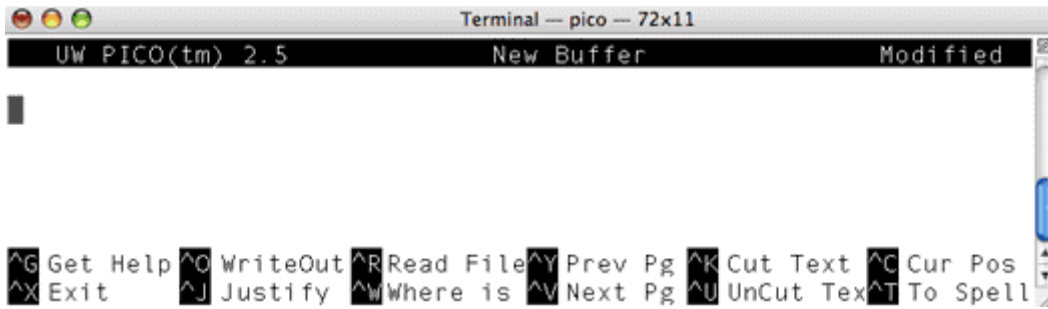 Terminal — pico — 72x11
UW PICO(tm) 2.5 New Buffer Modified
^G Get Help ^O WriteOut ^R Read File ^Y Prev Pg ^K Cut Text ^C Cur Pos
^X Exit ^J Justify ^W Where is ^V Next Pg ^U UnCut Tex ^T To Spell